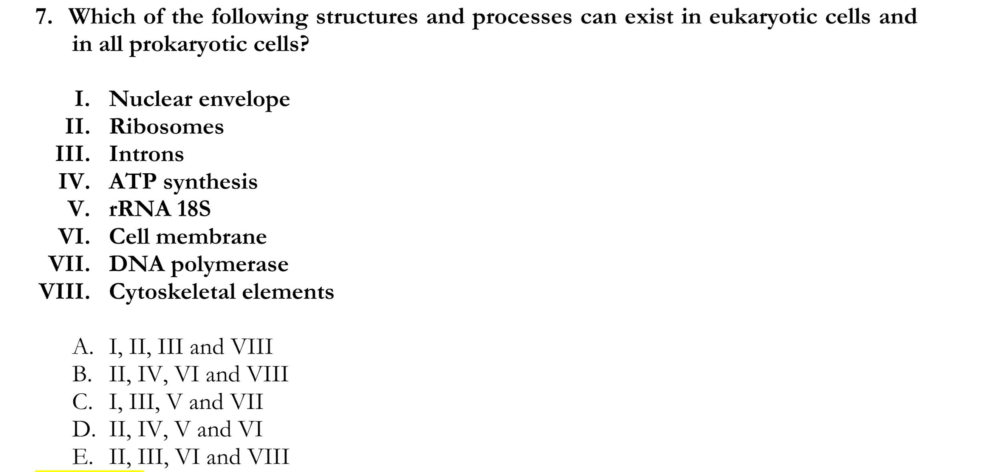 7. Which of the following structures and processes can exist in eukaryotic cells and
in all prokaryotic cells?
I. Nuclear envelope
II. Ribosomes
III. Introns
IV. ATP synthesis
V. rRNA 18S
VI. Cell membrane
VII. DNA polymerase
VIII. Cytoskeletal elements
A. I, II, III and VIII
B. II, IV, VI and VIII
C. I, III, V and VII
D. II, IV, V and VI
E. II, III, VI and VIII